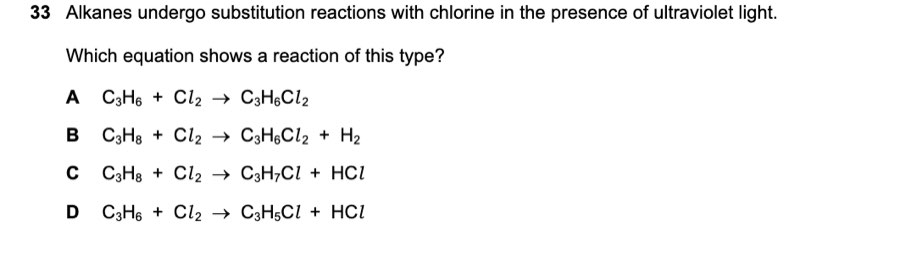 33 Alkanes undergo substitution reactions with chlorine in the presence of ultraviolet light.
Which equation shows a reaction of this type?
A C₃H₆ + Cl₂ → C₃H₆Cl₂
B C₃H₈ + Cl₂ → C₃H₆Cl₂ + H₂
C C₃H₈ + Cl₂ → C₃H₇Cl + HCl
D C₃H₆ + Cl₂ → C₃H₅Cl + HCl